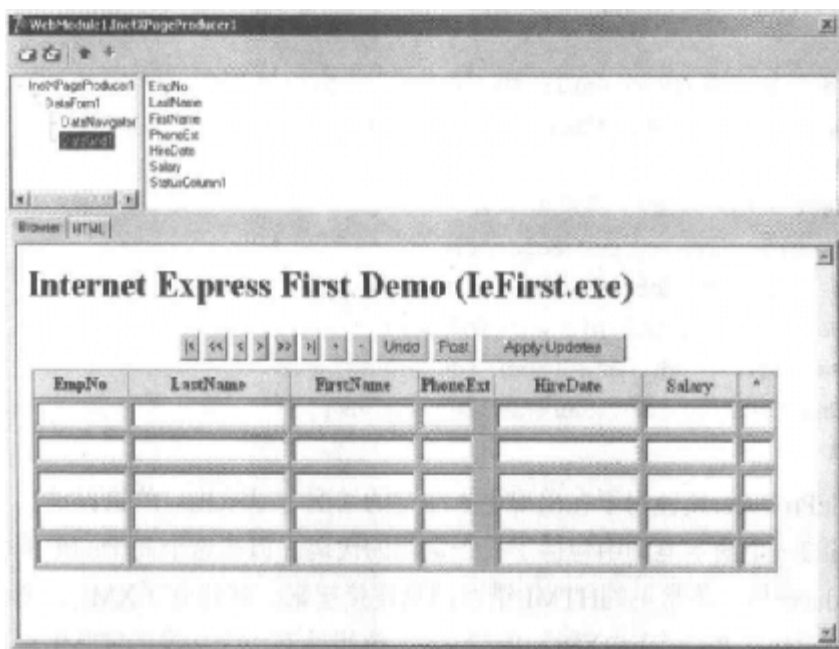 WebModule1.InetXPageProducer1
InetXPageProducer1
DataForm1
DataNavigator
DataGrid1
EmpNo
LastName
FirstName
PhoneExt
HireDate
Salary
StatusColumn1
Browser HTML
Internet Express First Demo (IeFirst.exe)
|< << < > >> >| + - Undo Post Apply Updates
EmpNo LastName FirstName PhoneExt HireDate Salary *